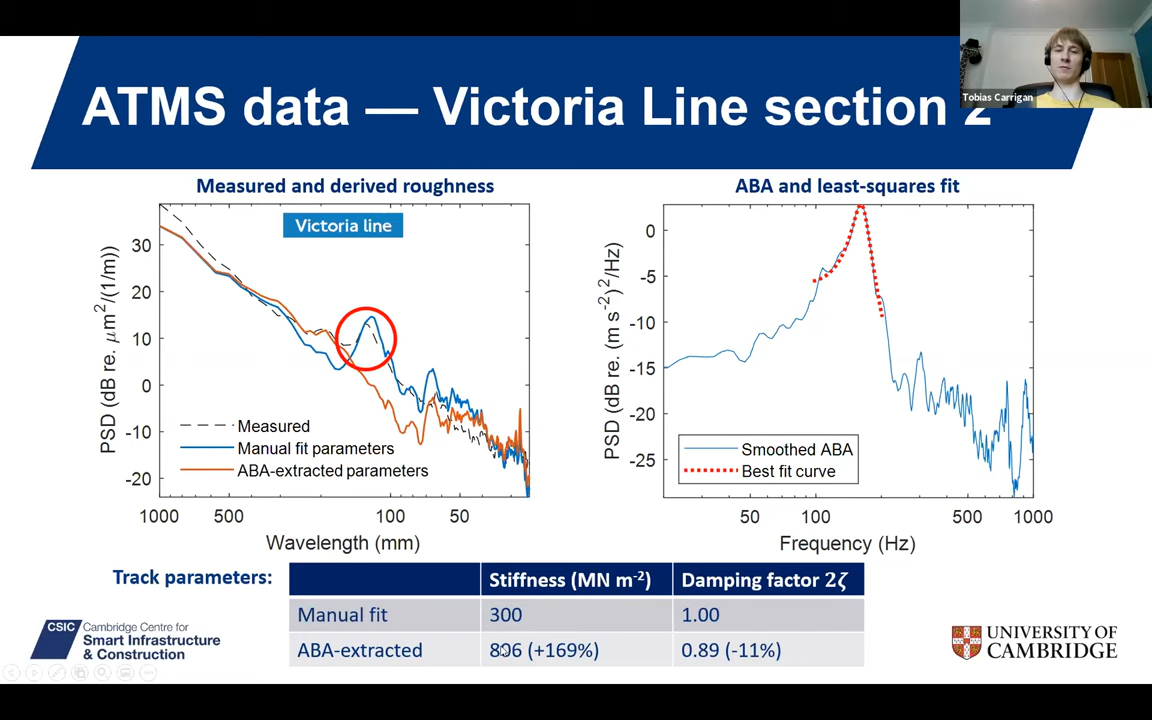 Tobias Carrigan
ATMS data — Victoria Line section 2
Measured and derived roughness
Victoria line
PSD (dB re. μm²/(1/m))
30
20
10
0
-10
-20
Measured
Manual fit parameters
ABA-extracted parameters
1000 500 100 50
Wavelength (mm)
ABA and least-squares fit
PSD (dB re. (m s⁻²)²/Hz)
0
-5
-10
-15
-20
-25
Smoothed ABA
Best fit curve
50 100 500 1000
Frequency (Hz)
Track parameters:
Stiffness (MN m⁻²) Damping factor 2ζ
Manual fit 300 1.00
ABA-extracted 806 (+169%) 0.89 (-11%)
CSIC
Cambridge Centre for
Smart Infrastructure
& Construction
UNIVERSITY OF
CAMBRIDGE